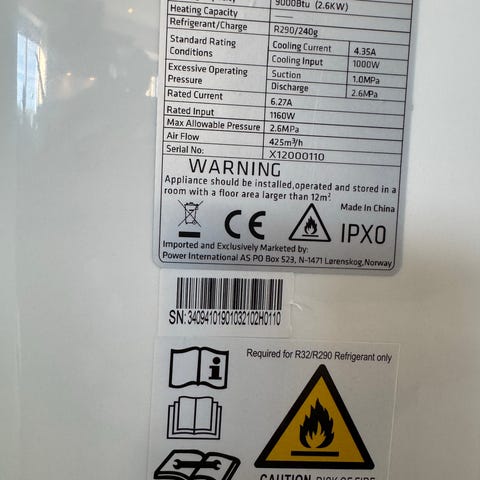 9000Btu (2.6KW)
Heating Capacity ——
Refrigerant/Charge R290/240g
Standard Rating Conditions Cooling Current 4.35A
Cooling Input 1000W
Excessive Operating Pressure Suction 1.0MPa
Discharge 2.6MPa
Rated Current 6.27A
Rated Input 1160W
Max Allowable Pressure 2.6MPa
Air Flow 425m³/h
Serial No: X12000110
WARNING
Appliance should be installed,operated and stored in a
room with a floor area larger than 12m².
Made In China
CE IPX0
Imported and Exclusively Marketed by:
Power International AS PO Box 523, N-1471 Lørenskog,Norway
SN: 34094101901032102H0110
Required for R32/R290 Refrigerant only
CAUTION RISK OF FIRE